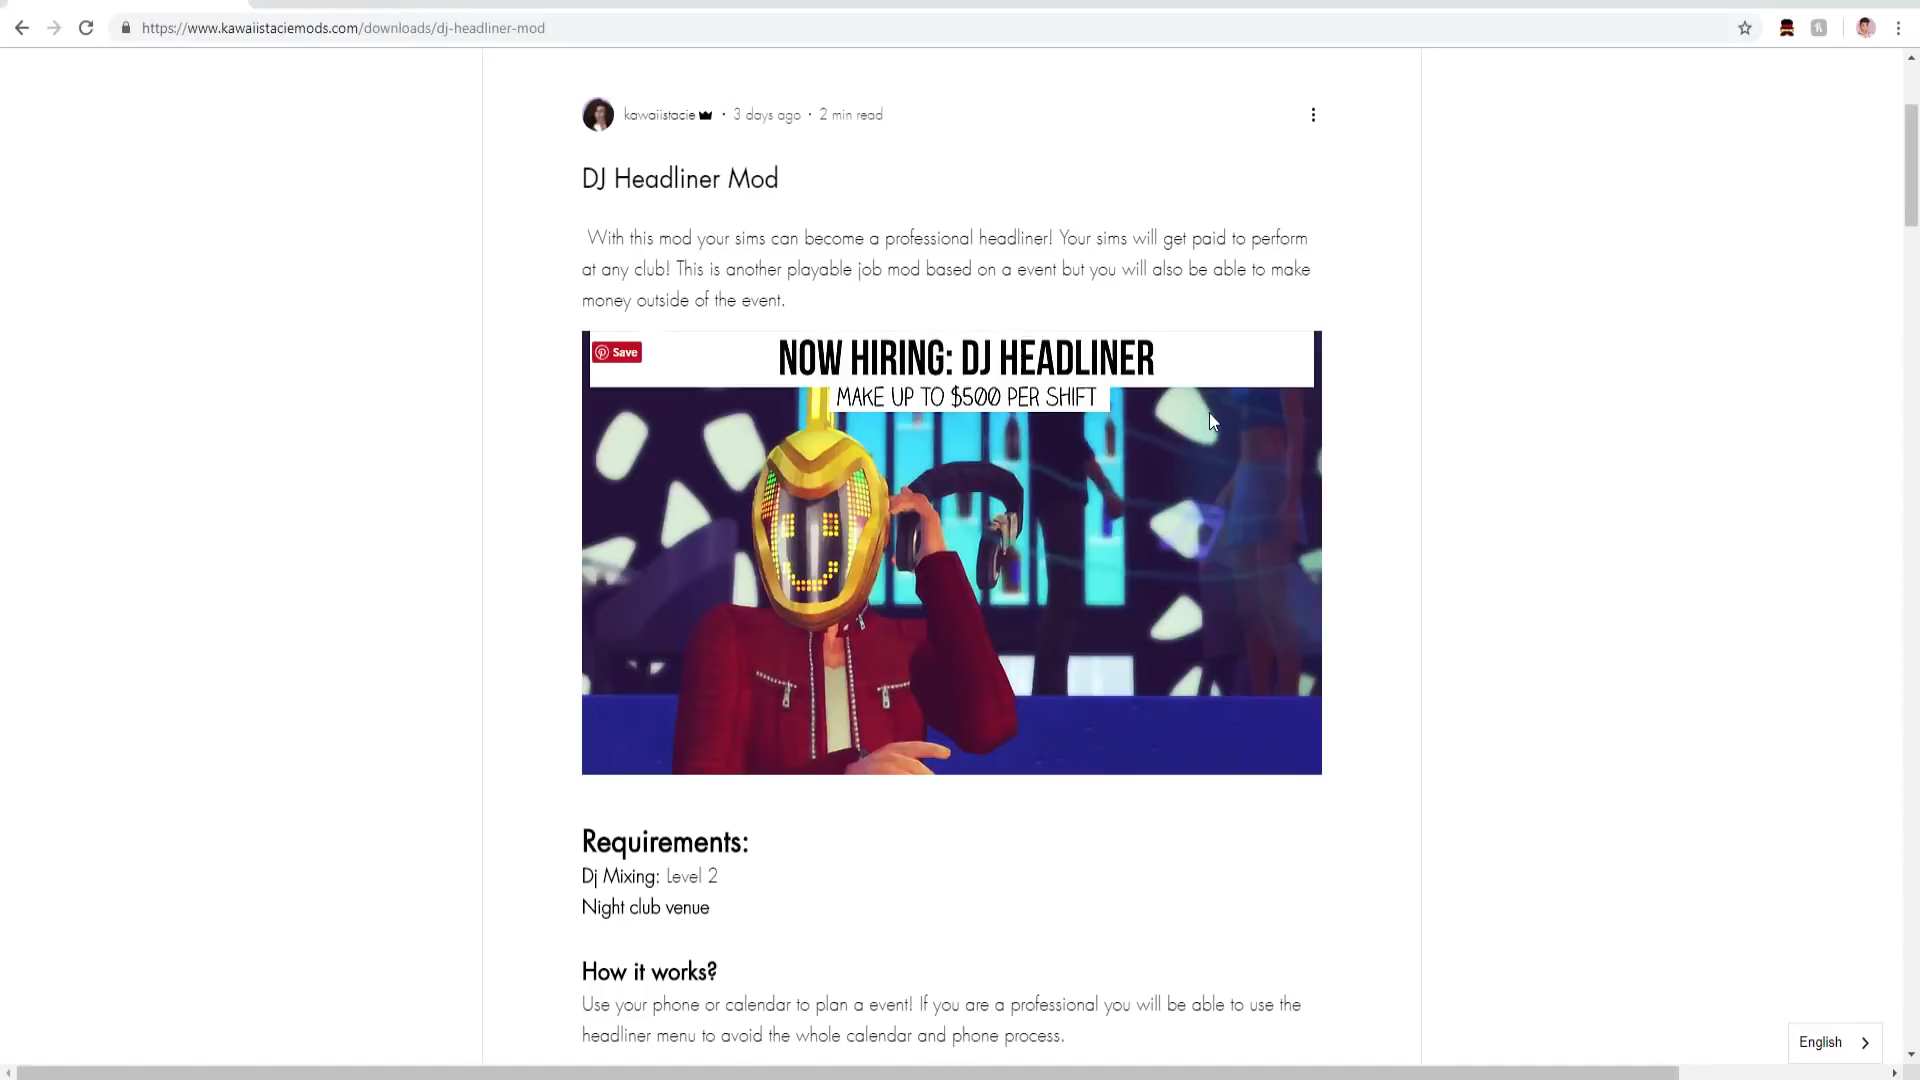 https://www.kawaiistaciemods.com/downloads/dj-headliner-mod
kawaiistacie · 3 days ago · 2 min read
DJ Headliner Mod
With this mod your sims can become a professional headliner! Your sims will get paid to perform
at any club! This is another playable job mod based on a event but you will also be able to make
money outside of the event.
Save
NOW HIRING: DJ HEADLINER
MAKE UP TO $500 PER SHIFT
Requirements:
Dj Mixing: Level 2
Night club venue
How it works?
Use your phone or calendar to plan a event! If you are a professional you will be able to use the
headliner menu to avoid the whole calendar and phone process.
English